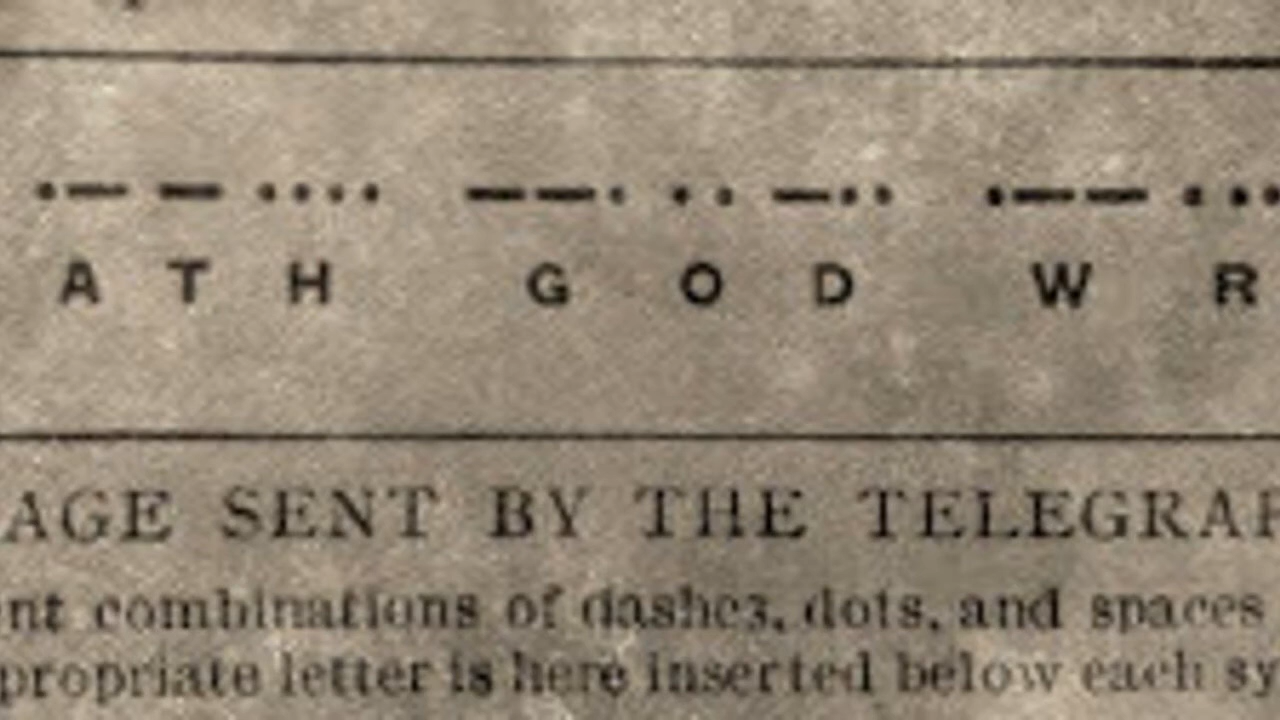 ·— — ···· ——· · · —·· ·—— · ··
A T H G O D W R
AGE SENT BY THE TELEGRAP
ent combinations of dashes, dots, and spaces
propriate letter is here inserted below each sy